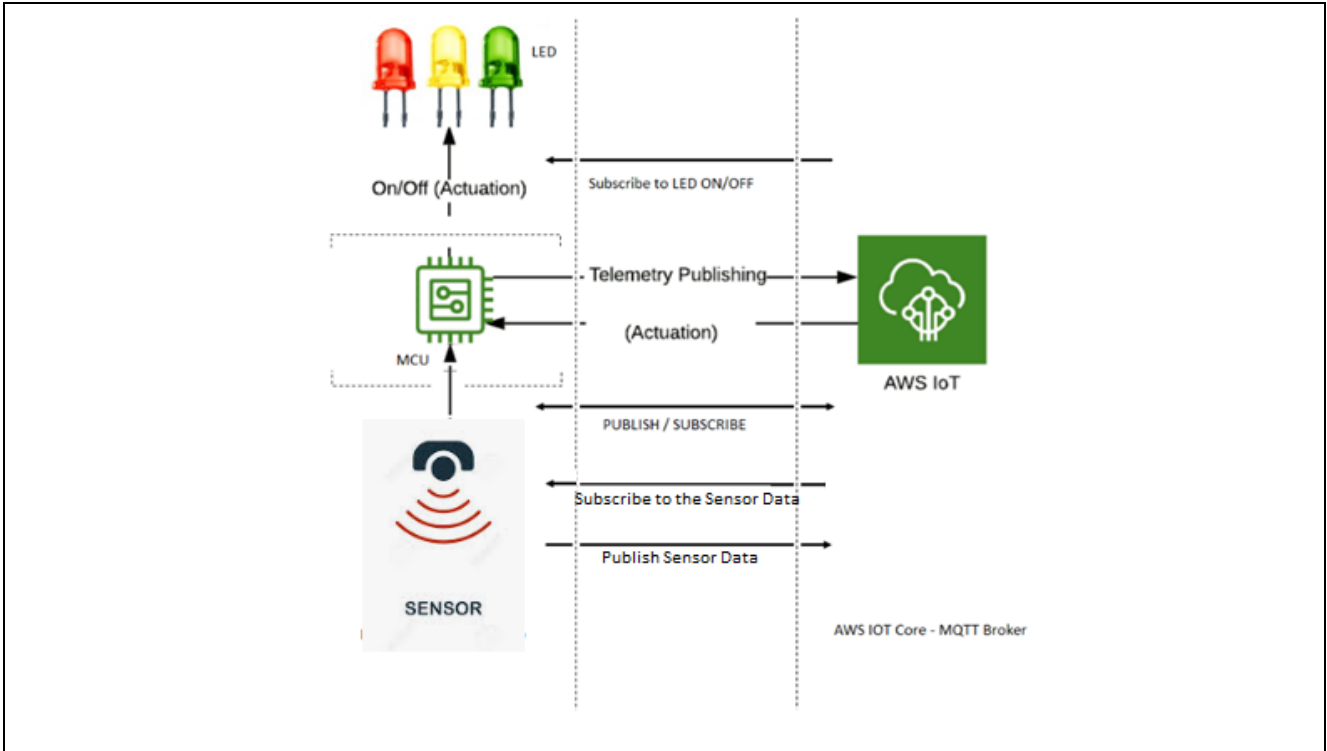 LED
Subscribe to LED ON/OFF
On/Off (Actuation)
Telemetry Publishing
(Actuation)
MCU
AWS IoT
PUBLISH / SUBSCRIBE
Subscribe to the Sensor Data
Publish Sensor Data
SENSOR
AWS IOT Core - MQTT Broker